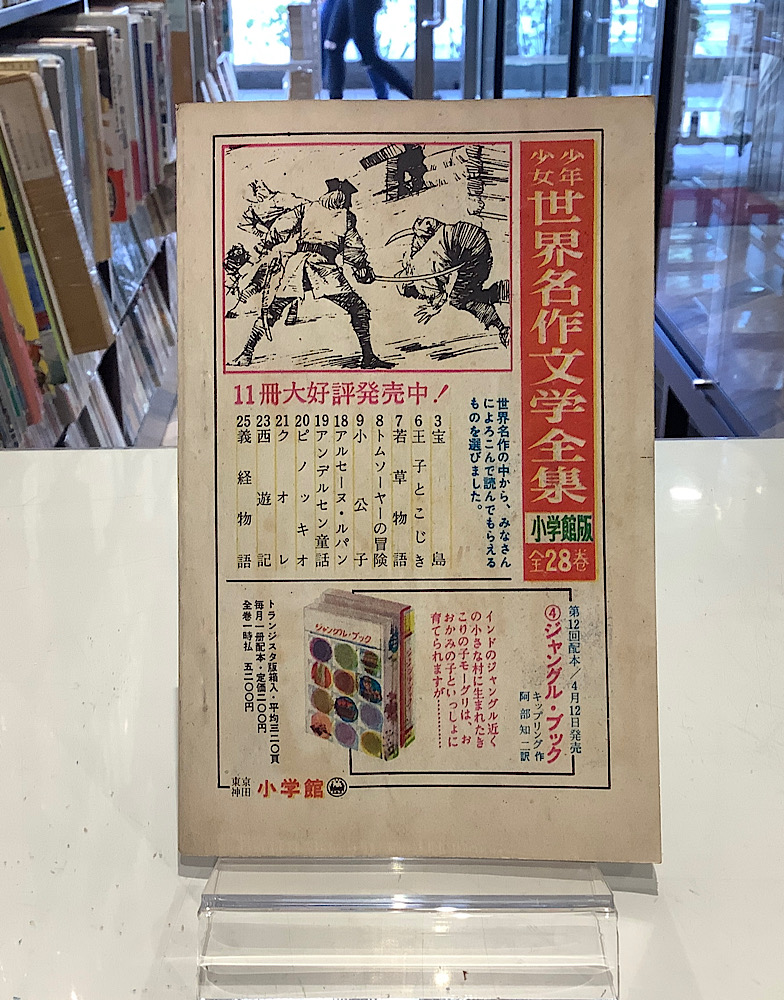 少年
少女
世界名作文学全集
小学館版
全28巻
世界名作の中から、みなさん
によろこんで読んでもらえる
ものを選びました。
11冊大好評発売中！
3宝島
6王子とこじき
7若草物語
8トムソーヤーの冒険
9小公子
18アルセーヌ・ルパン
19アンデルセン童話
20ピノッキオ
21クオレ
23西遊記
25義経物語
第12回配本／4月12日発売
④ジャングル・ブック
キップリング作
阿部知二訳
インドのジャングル近く
の小さな村に生まれたき
こりの子モーグリは、お
おかみの子といっしょに
育てられますが………
ジャングル・ブック
トランジスタ版箱入・平均三二〇頁
毎月一冊配本・定価二〇〇円
全巻一時払 五二〇〇円
東京
神田
小学館